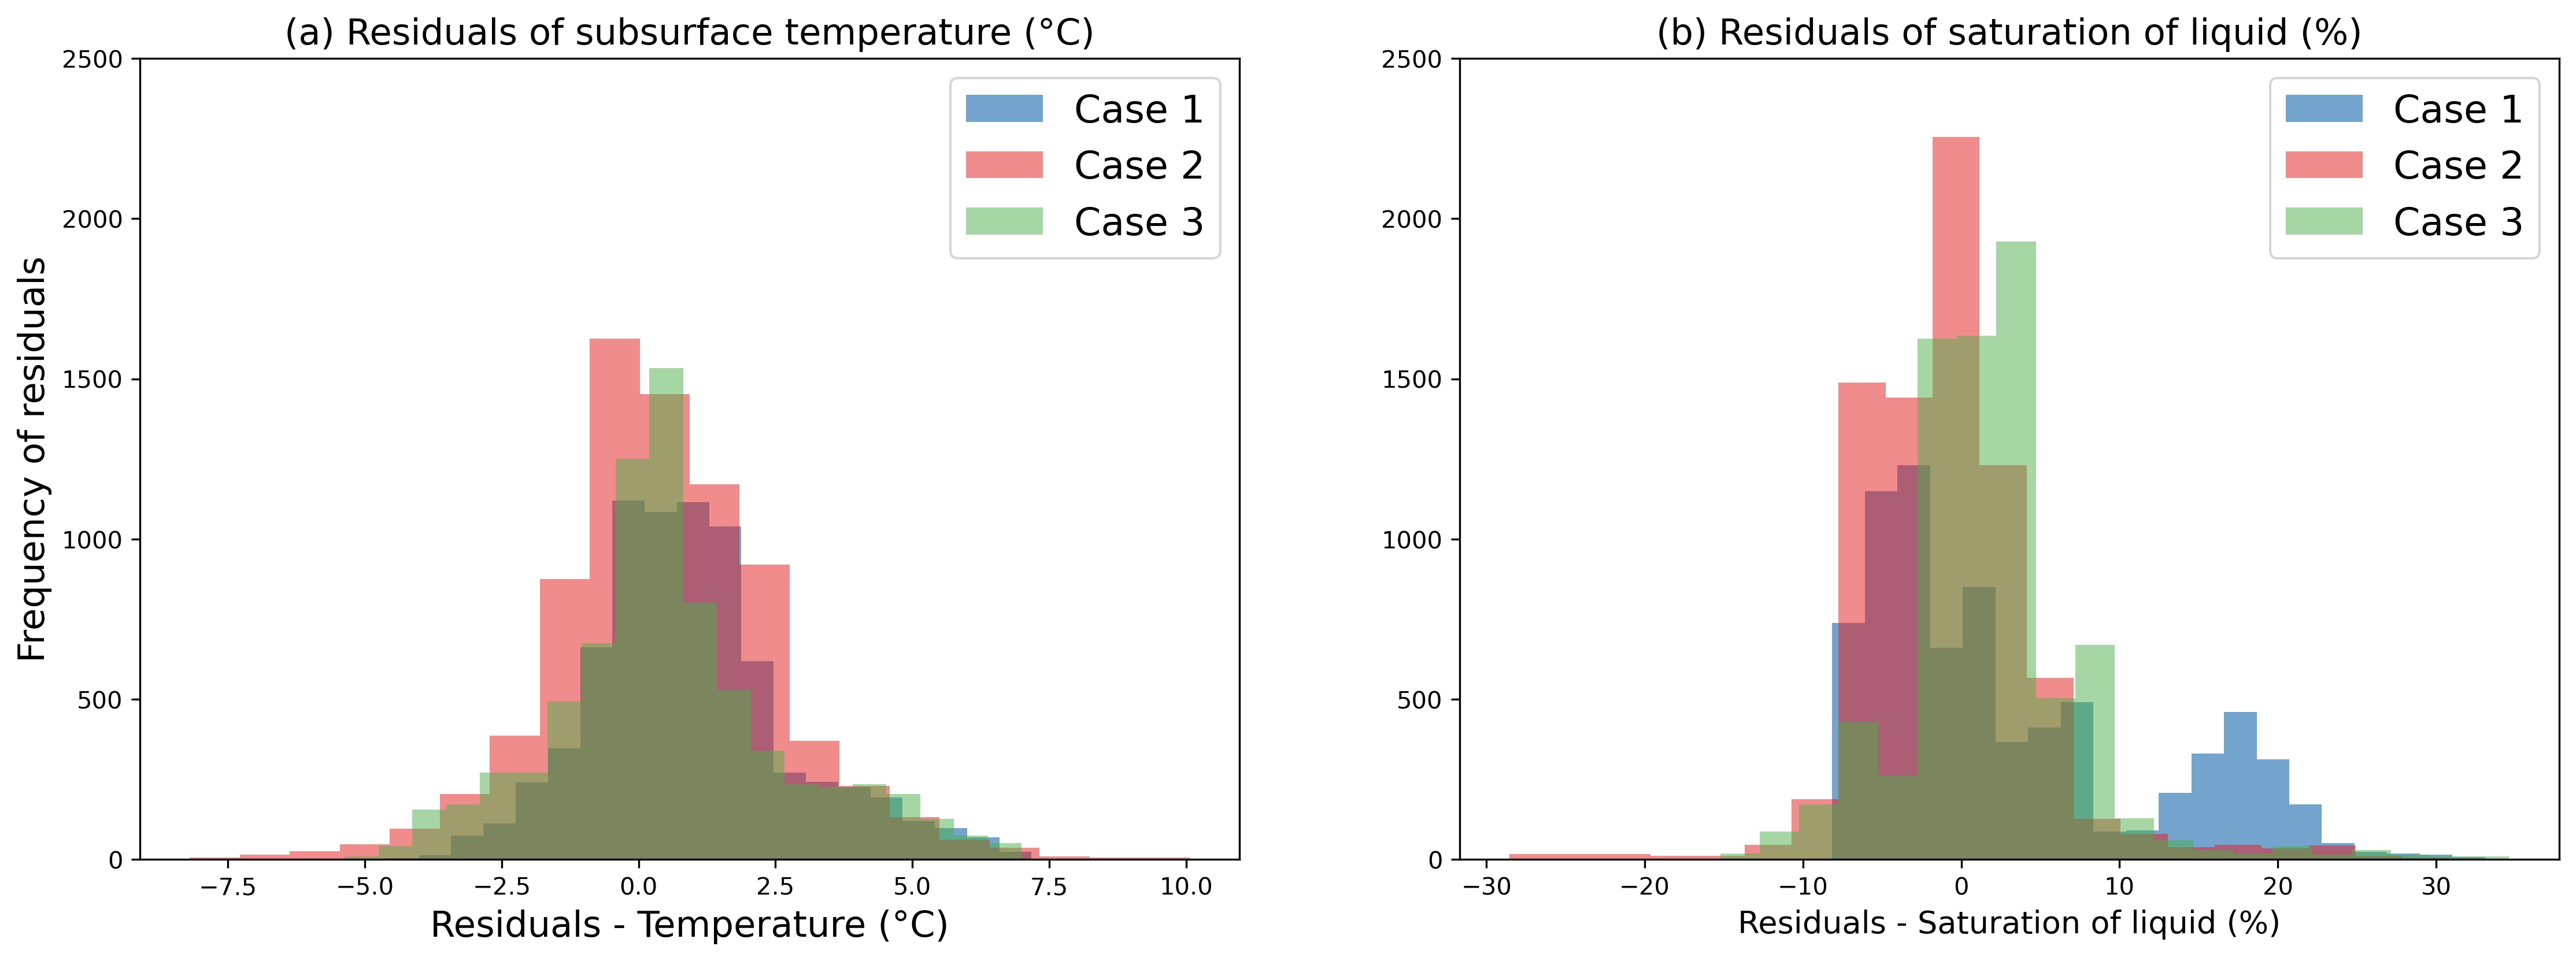 (a) Residuals of subsurface temperature (°C)
2500
2000
1500
1000
500
0
Frequency of residuals
Case 1
Case 2
Case 3
−7.5 −5.0 −2.5 0.0 2.5 5.0 7.5 10.0
Residuals - Temperature (°C)
(b) Residuals of saturation of liquid (%)
2500
2000
1500
1000
500
0
Case 1
Case 2
Case 3
−30 −20 −10 0 10 20 30
Residuals - Saturation of liquid (%)